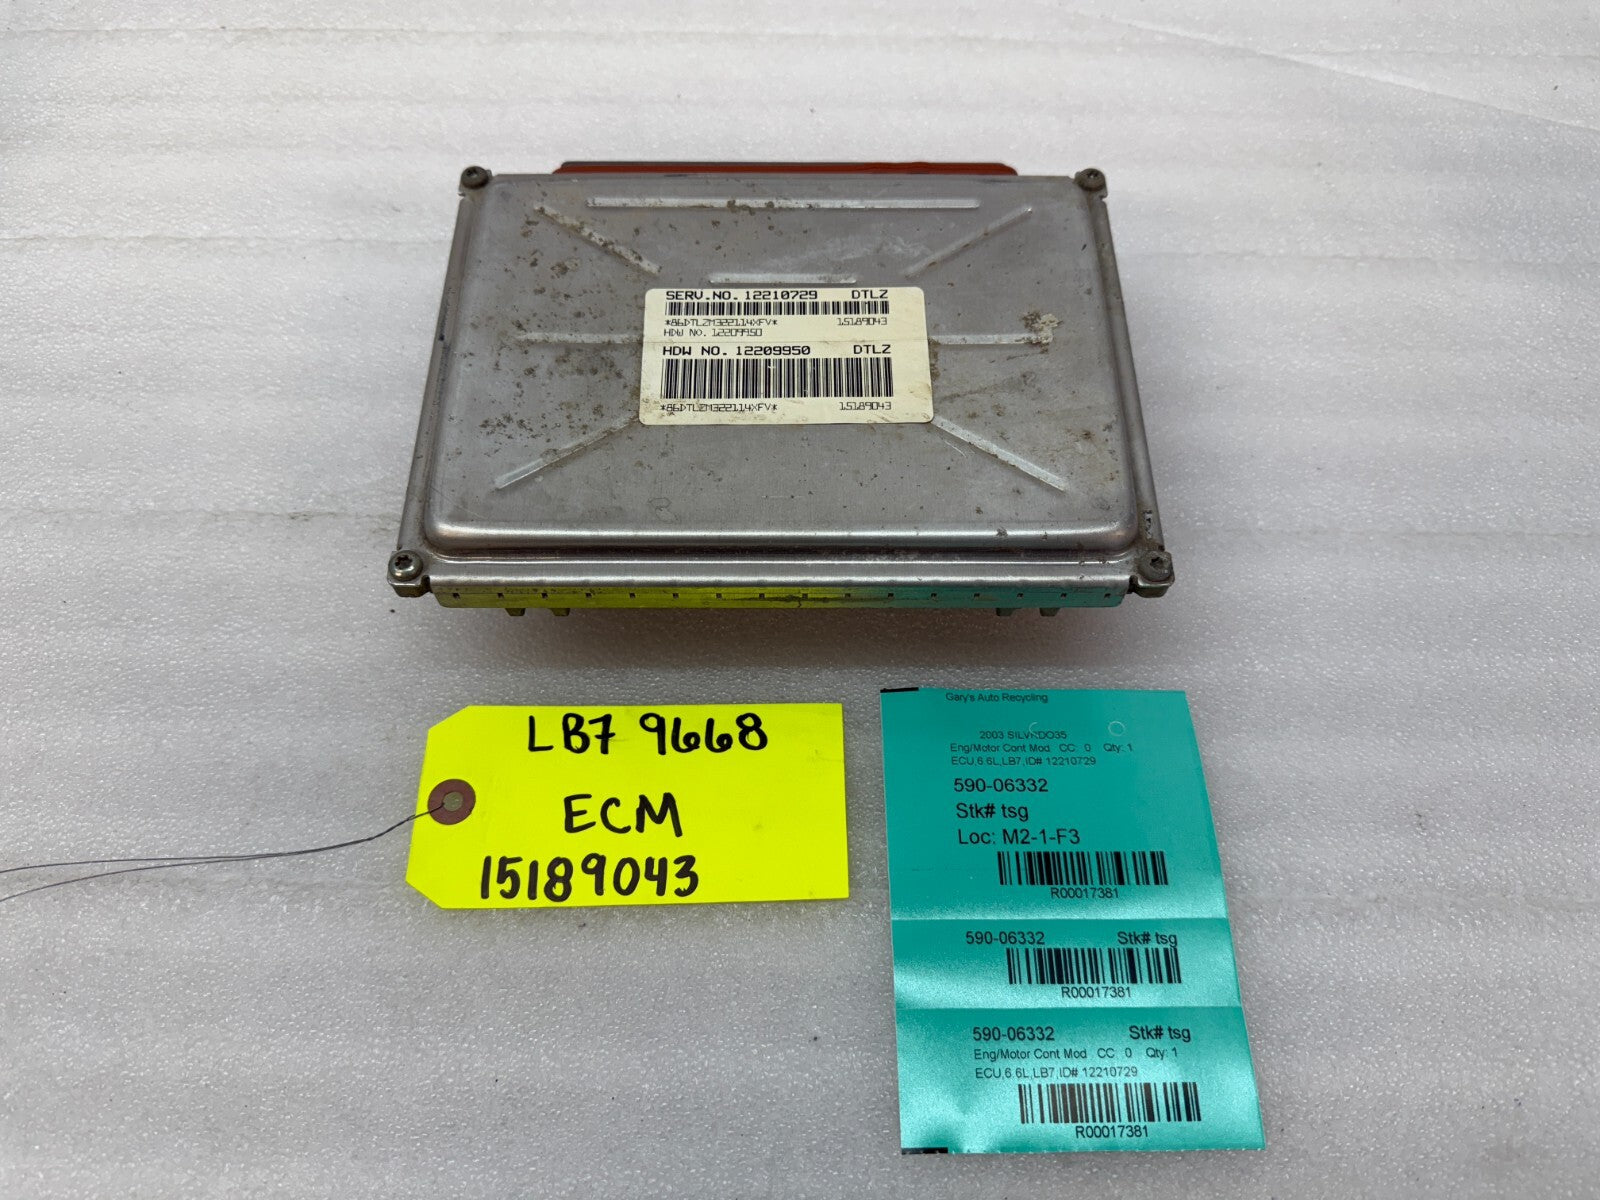 SERV.NO. 12210729 DTLZ
*86DTLZM322114XFV* 15189043
HDW NO. 12209950
HDW NO. 12209950 DTLZ
*86DTLZM322114XFV* 15189043
LB7 9668
ECM
15189043
Gary's Auto Recycling
2003 SILVRDO35
Eng/Motor Cont Mod CC: 0 Qty: 1
ECU,6.6L,LB7,ID# 12210729
590-06332
Stk# tsg
Loc: M2-1-F3
R00017381
590-06332 Stk# tsg
R00017381
590-06332 Stk# tsg
Eng/Motor Cont Mod CC: 0 Qty: 1
ECU,6.6L,LB7,ID# 12210729
R00017381